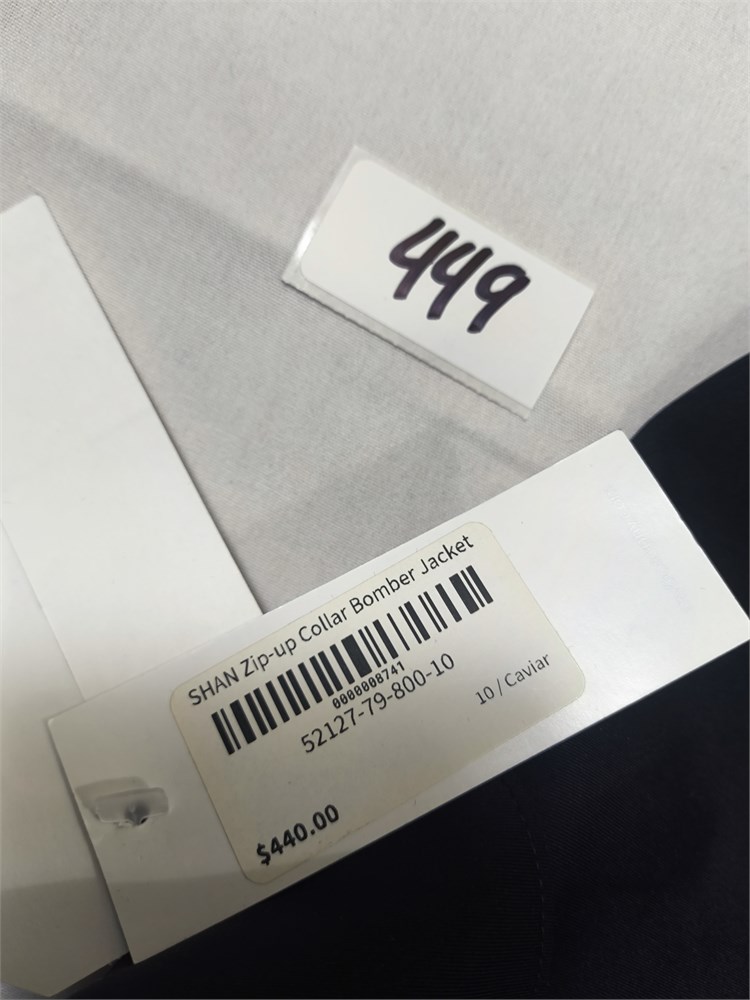 449
SHAN Zip-up Collar Bomber Jacket
0000008741
52127-79-800-10
10 / Caviar
$440.00